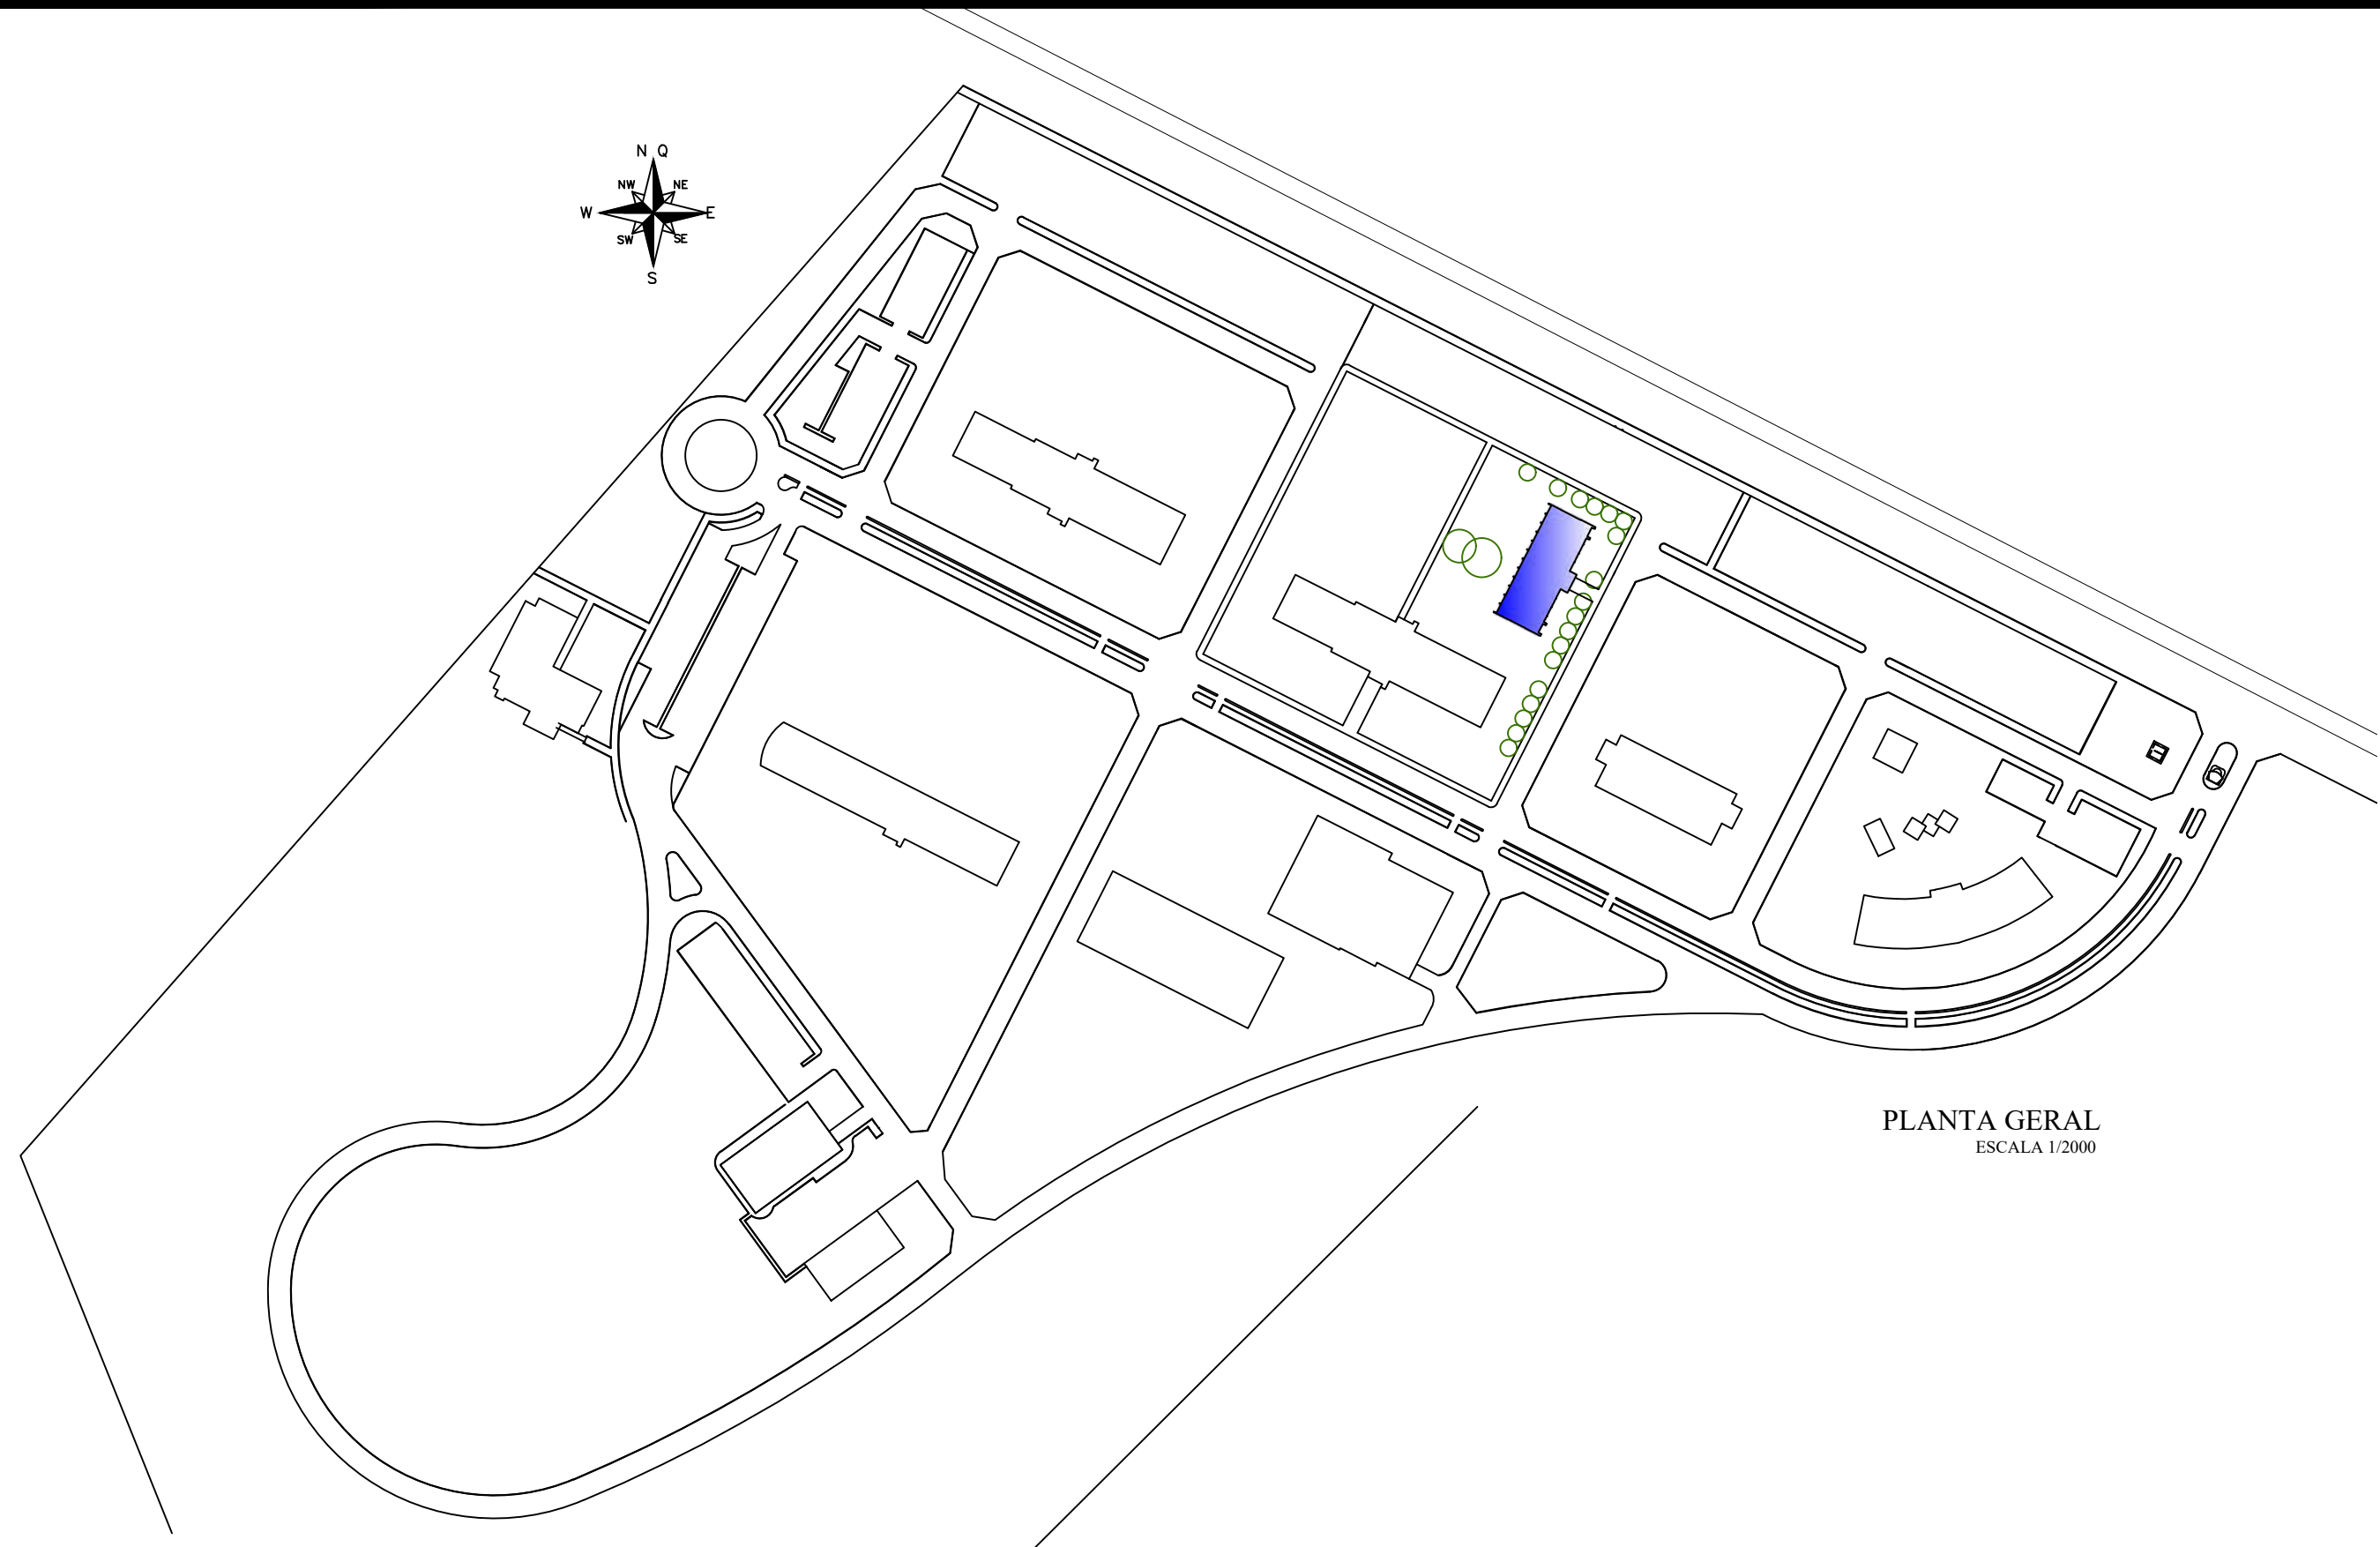 N Q
NW NE
W E
SW SE
S
PLANTA GERAL
ESCALA 1/2000